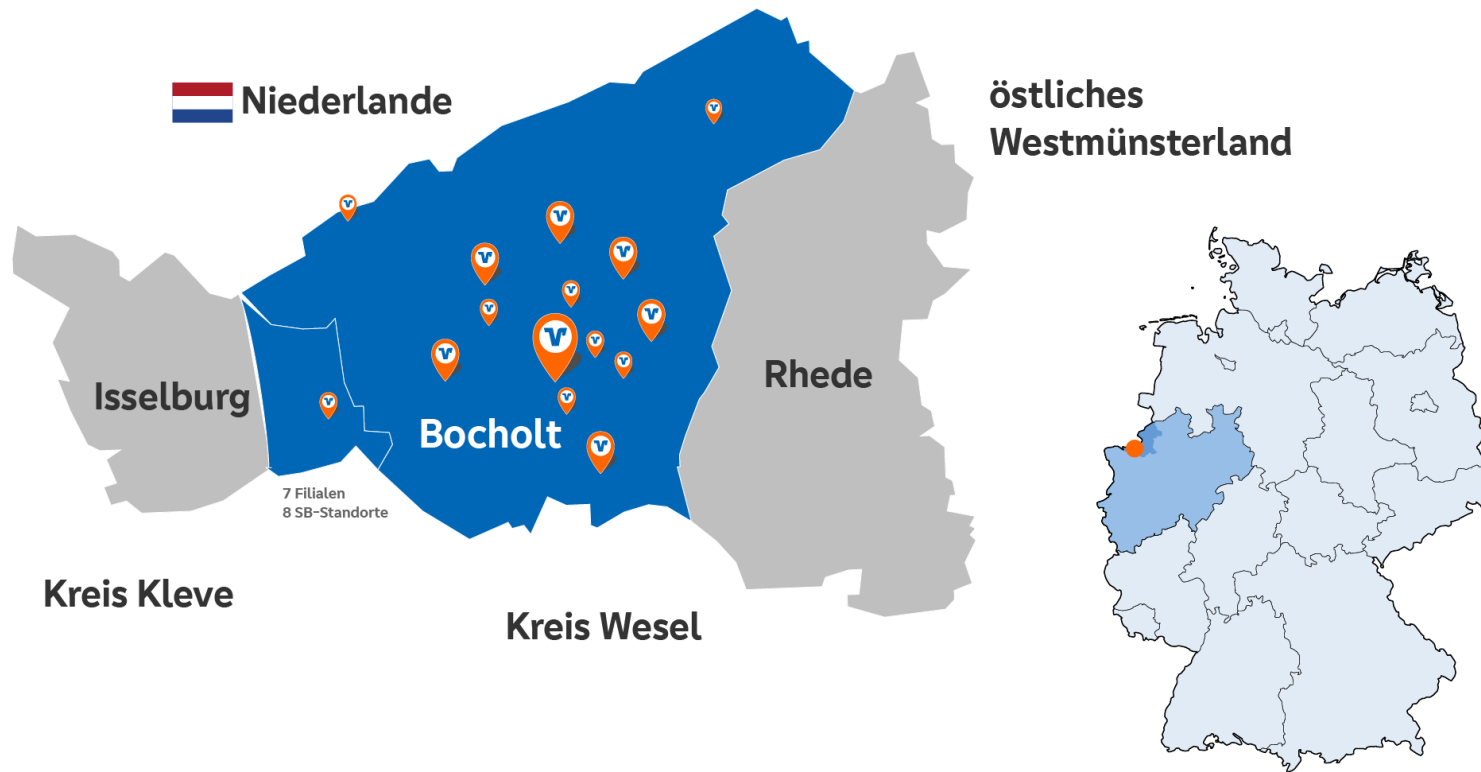 Niederlande
östliches
Westmünsterland
Isselburg
Rhede
Bocholt
7 Filialen
8 SB-Standorte
Kreis Kleve
Kreis Wesel